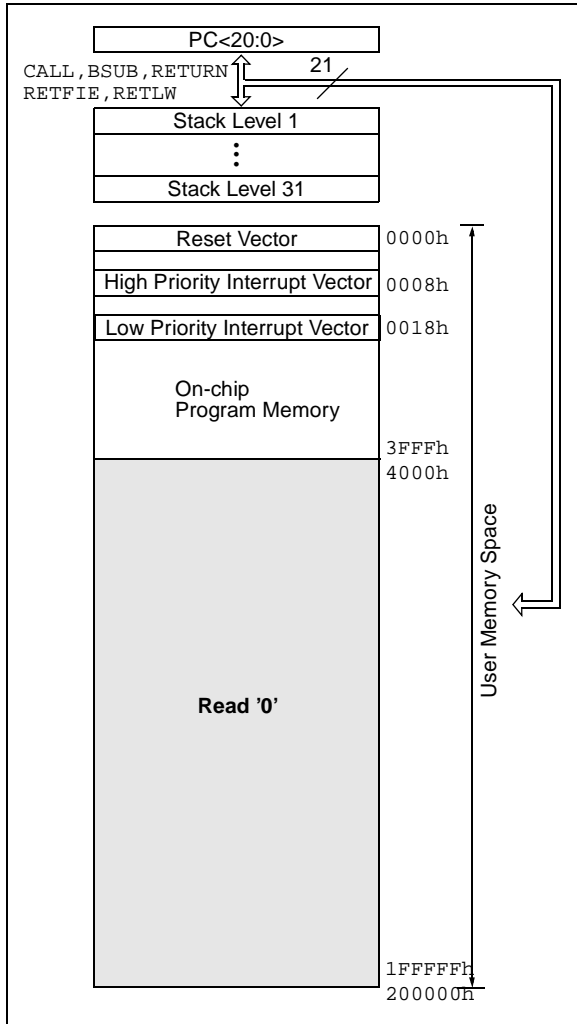 PC<20:0>
CALL,BSUB,RETURN
RETFIE,RETLW
21
Stack Level 1
Stack Level 31
Reset Vector
0000h
High Priority Interrupt Vector
0008h
Low Priority Interrupt Vector
0018h
On-chip
Program Memory
3FFFh
4000h
Read '0'
User Memory Space
1FFFFFh
200000h